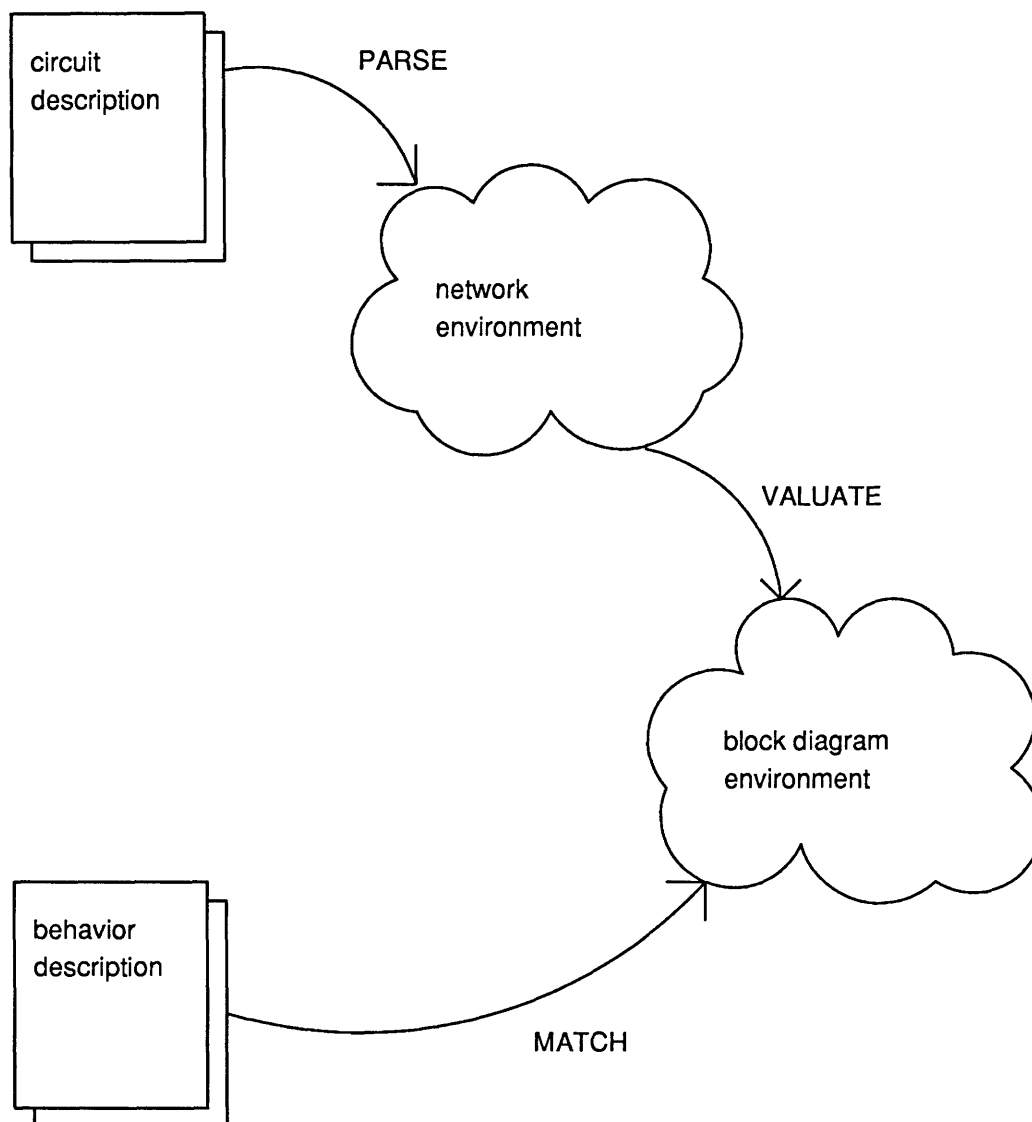 circuit
description
PARSE
network
environment
VALUATE
block diagram
environment
behavior
description
MATCH